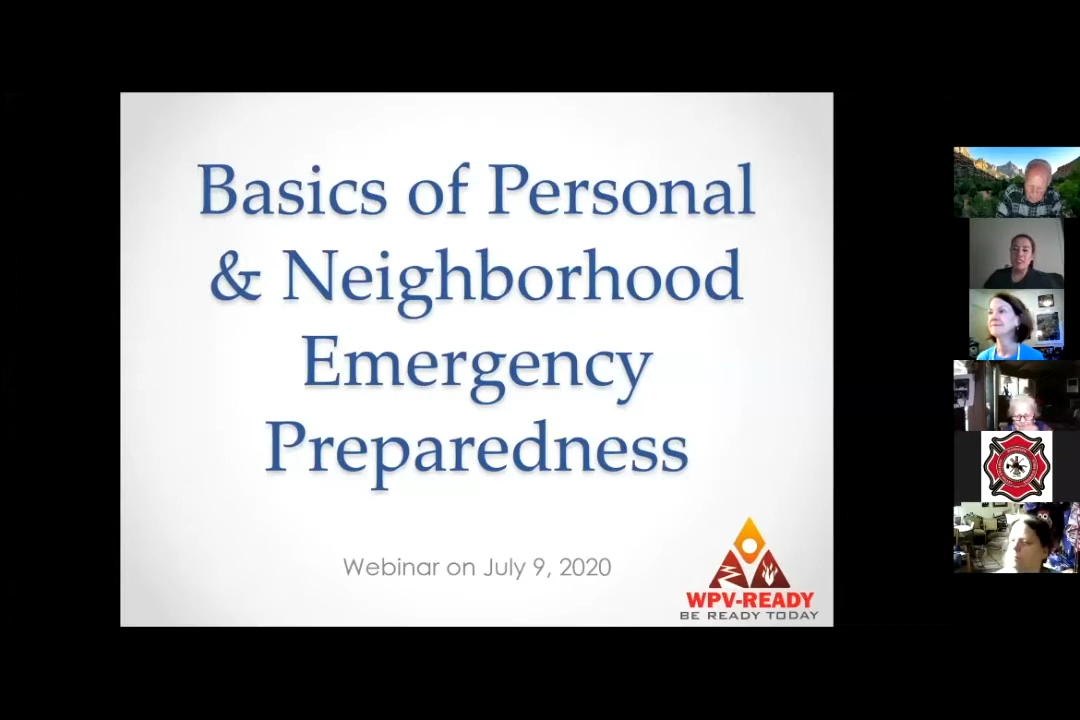 Basics of Personal
& Neighborhood
Emergency
Preparedness
Webinar on July 9, 2020
WPV-READY
BE READY TODAY